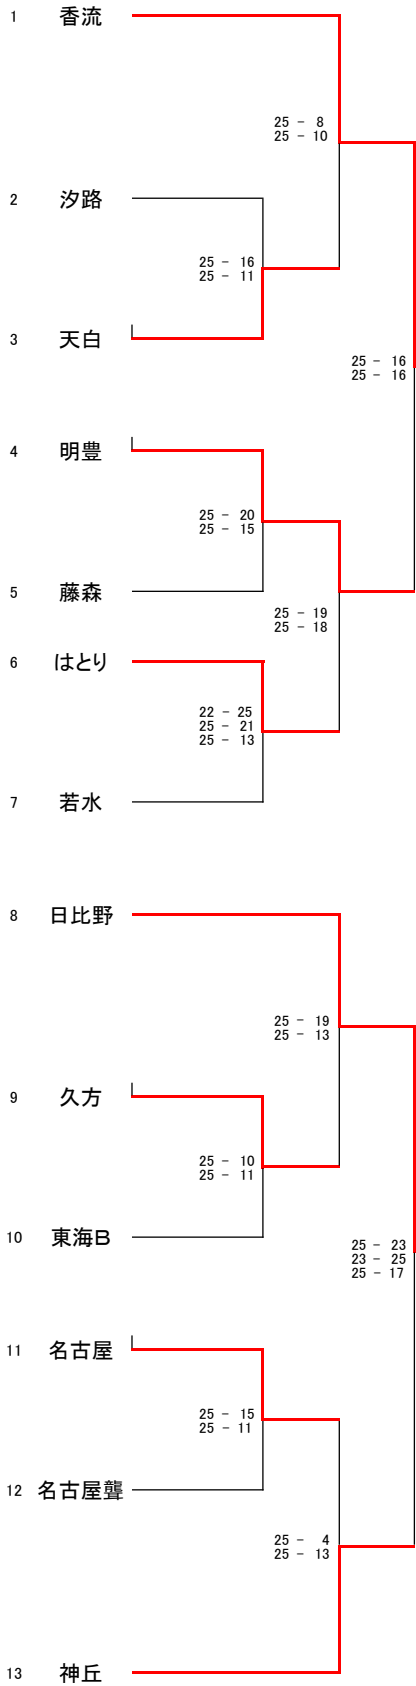 1 香流
25 - 8
25 - 10
2 汐路
25 - 16
25 - 11
3 天白
25 - 16
25 - 16
4 明豊
25 - 20
25 - 15
5 藤森
25 - 19
25 - 18
6 はとり
22 - 25
25 - 21
25 - 13
7 若水
8 日比野
25 - 19
25 - 13
9 久方
25 - 10
25 - 11
10 東海B
25 - 23
23 - 25
25 - 17
11 名古屋
25 - 15
25 - 11
12 名古屋聾
25 - 4
25 - 13
13 神丘